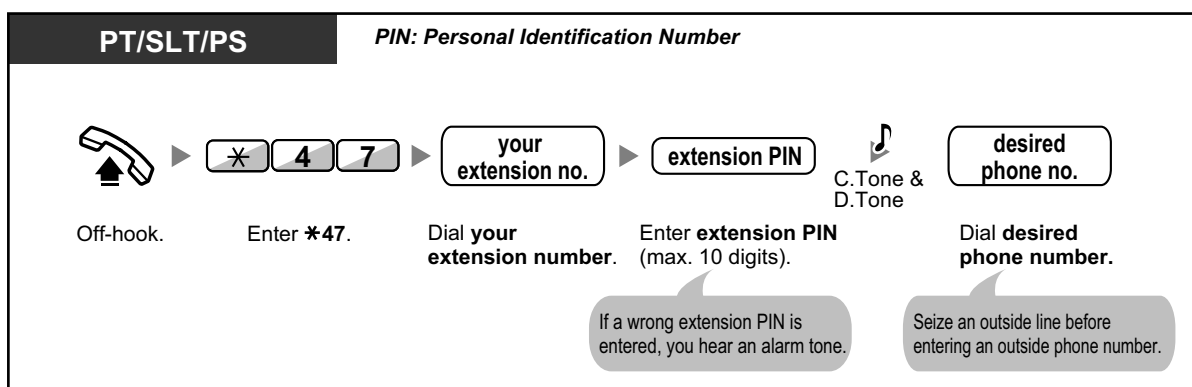 PT/SLT/PS
PIN: Personal Identification Number
* 4 7
your
extension no.
extension PIN
C.Tone &
D.Tone
desired
phone no.
Off-hook.
Enter *47.
Dial your
extension number.
Enter extension PIN
(max. 10 digits).
Dial desired
phone number.
If a wrong extension PIN is
entered, you hear an alarm tone.
Seize an outside line before
entering an outside phone number.